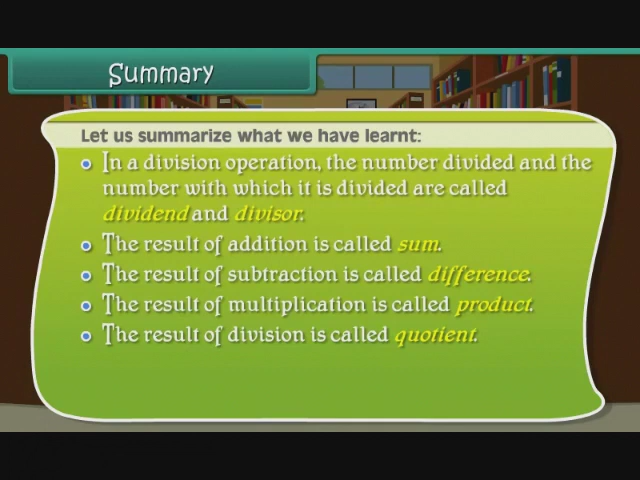 Summary
Let us summarize what we have learnt:
In a division operation, the number divided and the
number with which it is divided are called
dividend and divisor.
The result of addition is called sum.
The result of subtraction is called difference.
The result of multiplication is called product.
The result of division is called quotient.